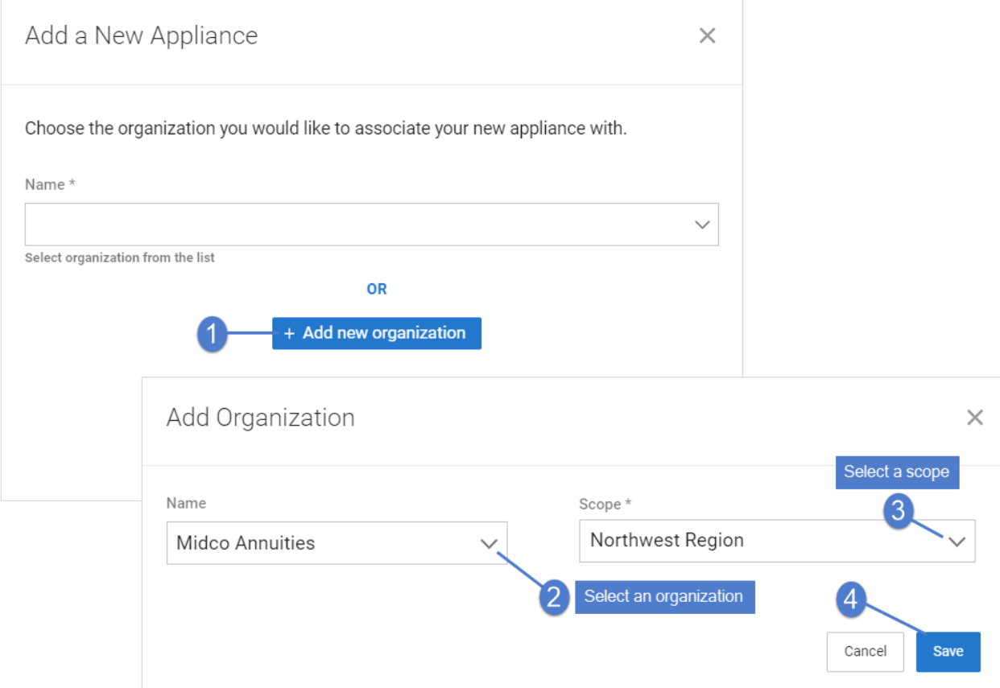 Add a New Appliance
Choose the organization you would like to associate your new appliance with.
Name *
Select organization from the list
OR
1
+ Add new organization
Add Organization
Select a scope
Name
Scope *
3
Midco Annuities
Northwest Region
2
Select an organization
4
Cancel
Save